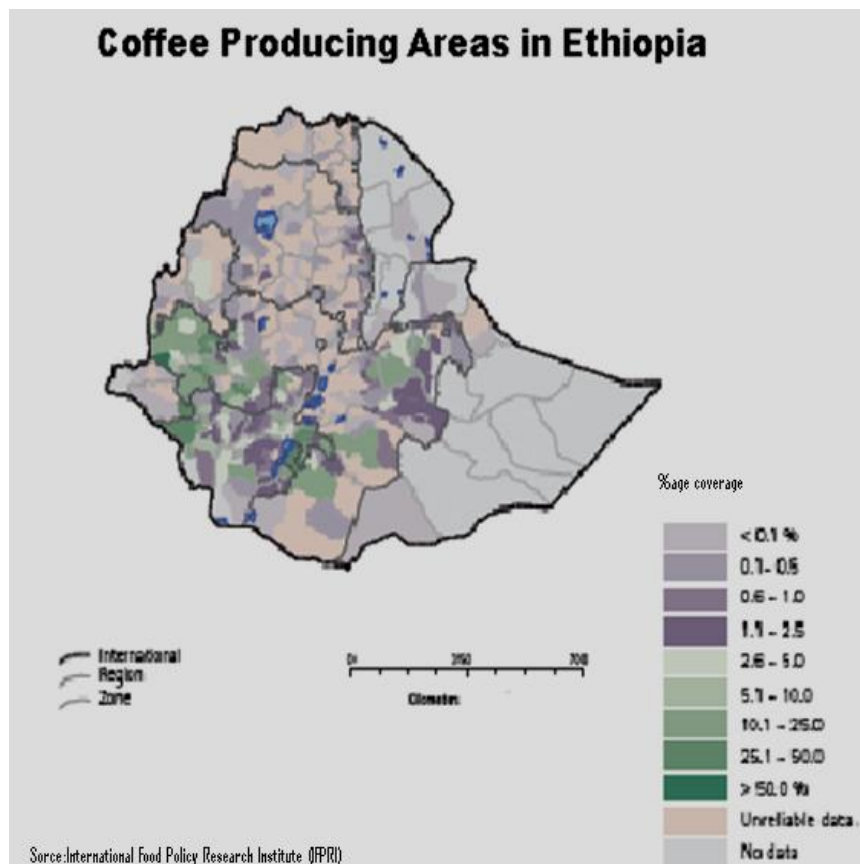 Coffee Producing Areas in Ethiopia
%age coverage
< 0.1 %
0.1 - 0.5
0.6 - 1.0
1.1 - 2.5
2.6 - 5.0
5.1 - 10.0
10.1 - 25.0
25.1 - 50.0
> 50.0 %
Unreliable data
No data
International
Region
Zone
0 700
Kilometres
Sorce:International Food Policy Research Institute (IFPRI)